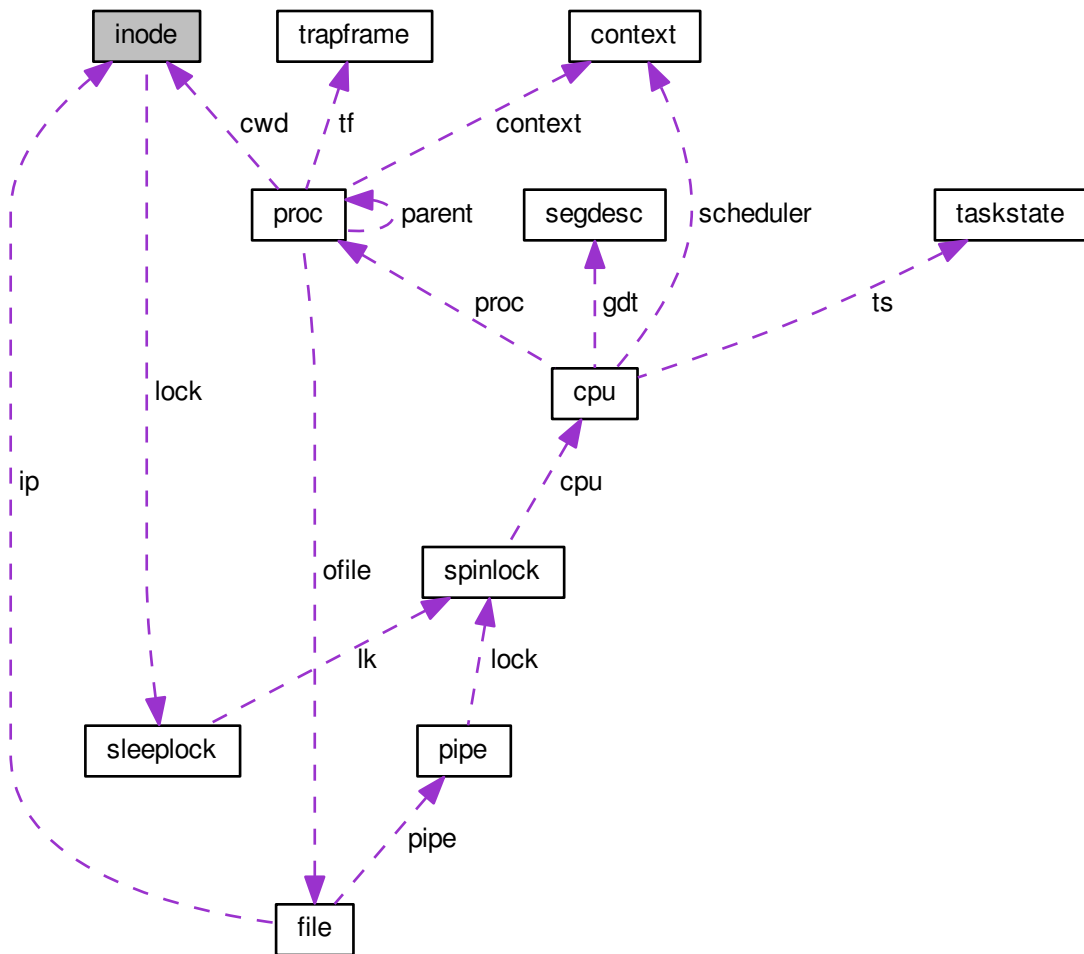 inode
trapframe
context
cwd
tf
context
proc
parent
segdesc
scheduler
taskstate
proc
gdt
ts
lock
cpu
ip
cpu
ofile
spinlock
lk
lock
sleeplock
pipe
pipe
file